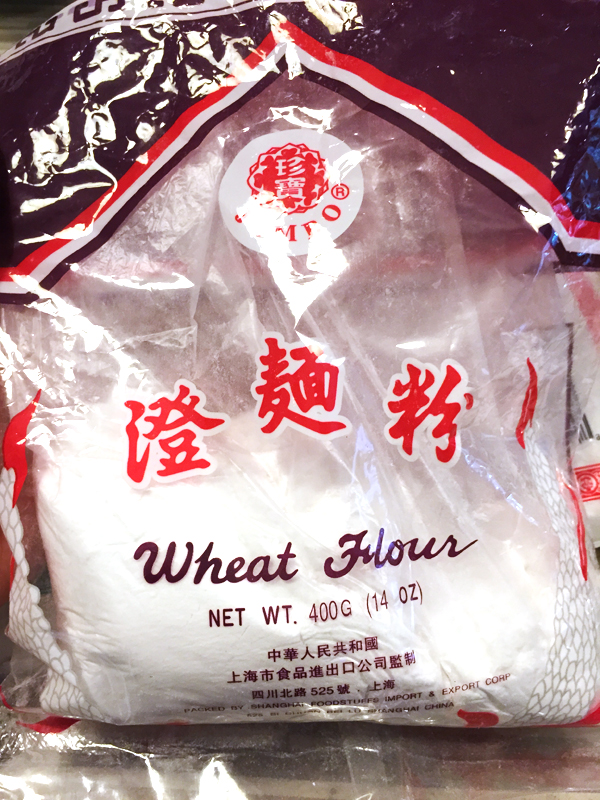 珍寶
®
澄麵粉
Wheat Flour
NET WT. 400G (14 OZ)
中華人民共和國
上海市食品進出口公司監制
四川北路525號．上海
PACKED BY SHANGHAI FOODSTUFFS IMPORT & EXPORT CORP
SHANGHAI CHINA